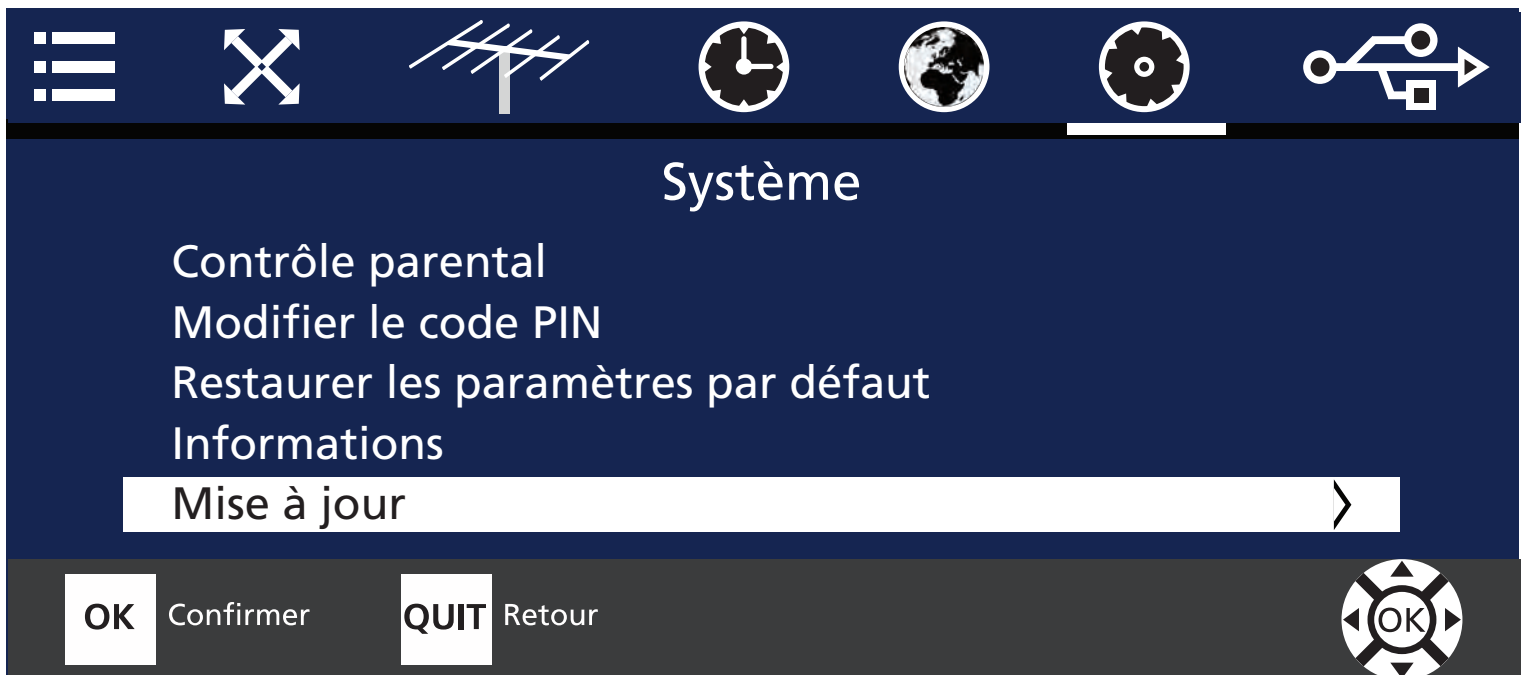 Système
Contrôle parental
Modifier le code PIN
Restaurer les paramètres par défaut
Informations
Mise à jour
OK Confirmer QUIT Retour OK